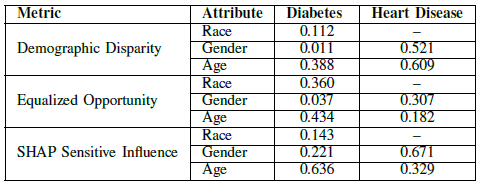 Metric Attribute Diabetes Heart Disease
Race 0.112 –
Demographic Disparity Gender 0.011 0.521
Age 0.388 0.609
Race 0.360 –
Equalized Opportunity Gender 0.037 0.307
Age 0.434 0.182
Race 0.143 –
SHAP Sensitive Influence Gender 0.221 0.671
Age 0.636 0.329